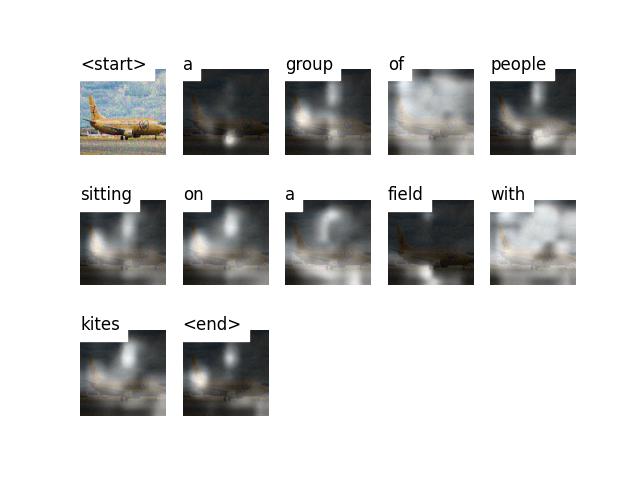 <start> a group of people
sitting on a field with
kites <end>